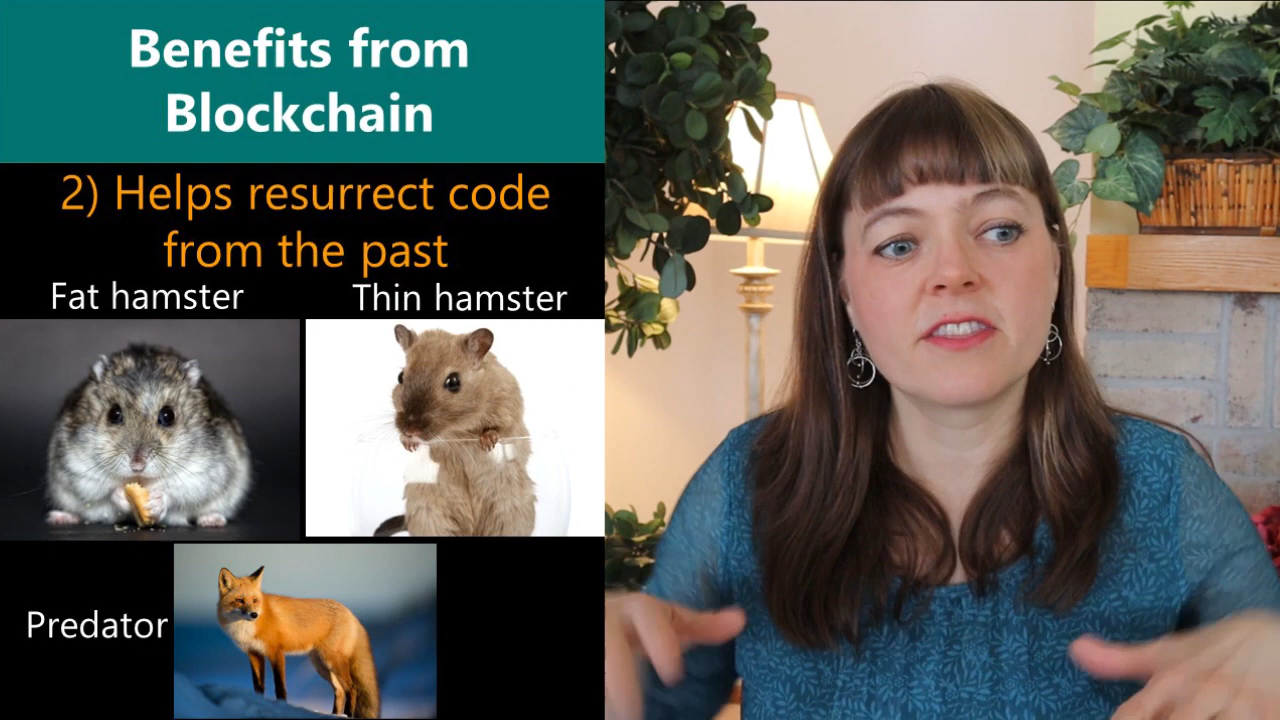 Benefits from
Blockchain
2) Helps resurrect code
from the past
Fat hamster
Thin hamster
Predator